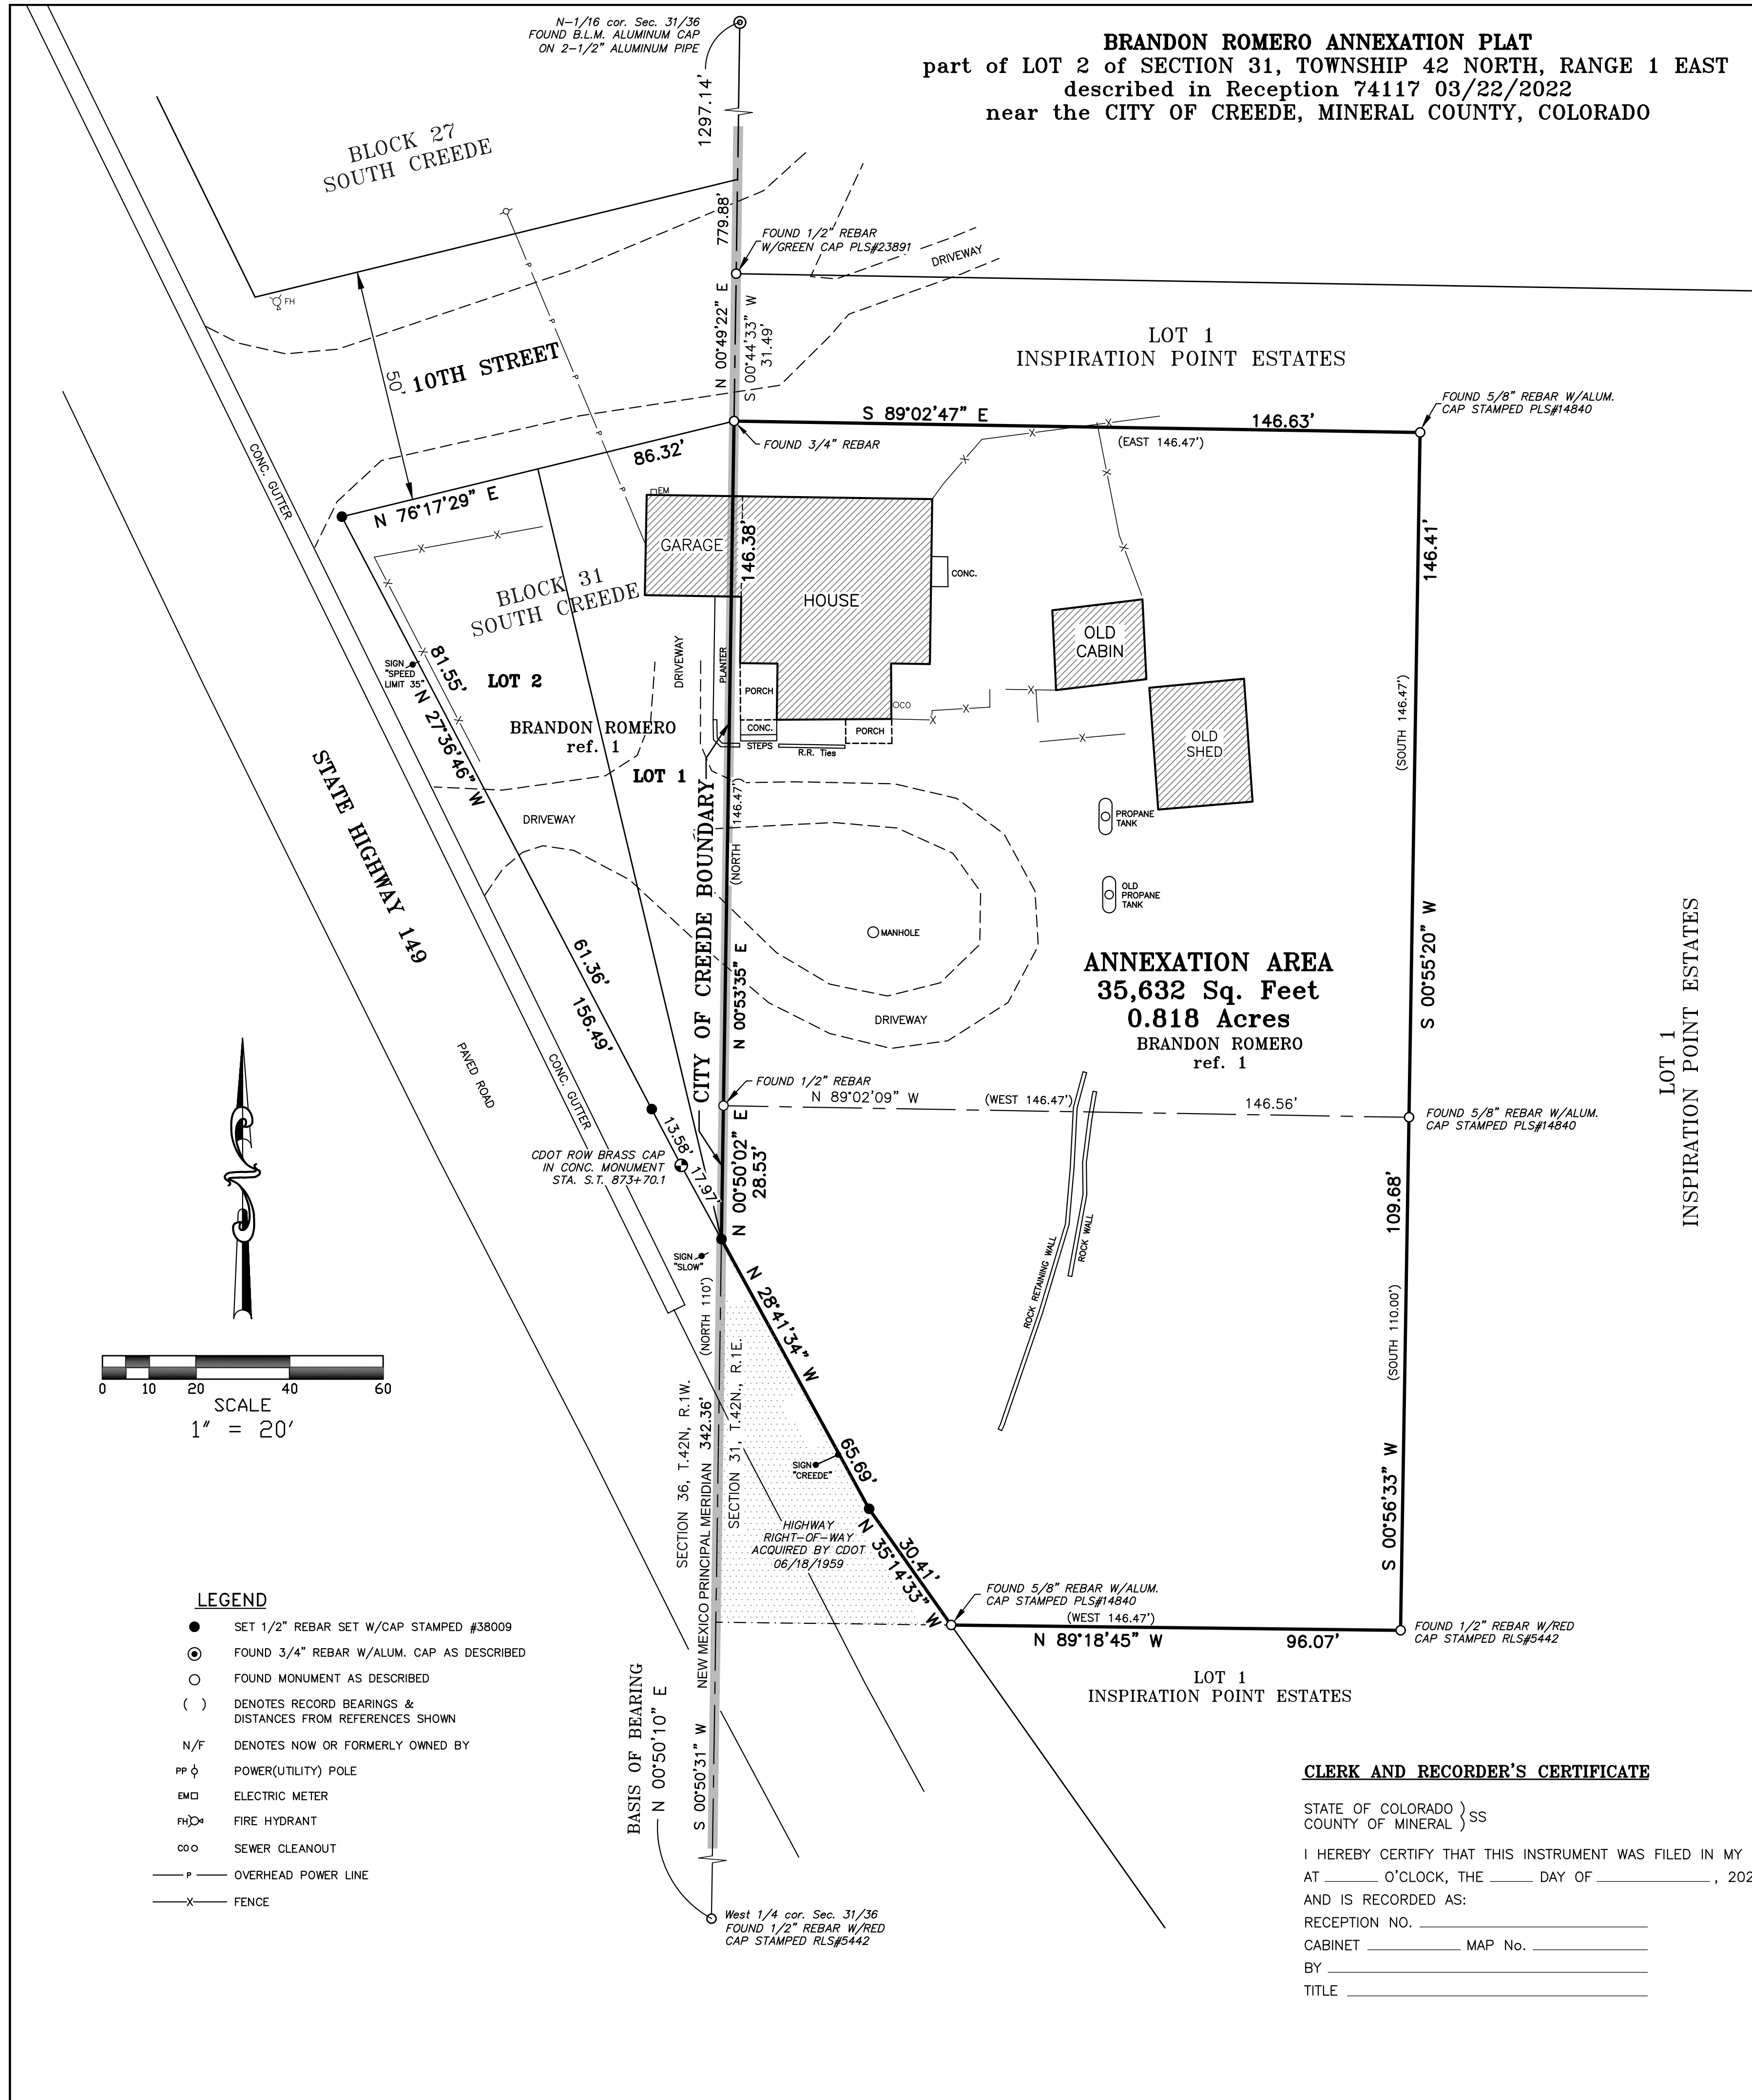 N-1/16 cor. Sec. 31/36
FOUND B.L.M. ALUMINUM CAP
ON 2-1/2" ALUMINUM PIPE
BRANDON ROMERO ANNEXATION PLAT
part of LOT 2 of SECTION 31, TOWNSHIP 42 NORTH, RANGE 1 EAST
described in Reception 74117 03/22/2022
near the CITY OF CREEDE, MINERAL COUNTY, COLORADO
1297.14'
BLOCK 27
SOUTH CREEDE
779.88'
FOUND 1/2" REBAR
W/GREEN CAP PLS#23891
DRIVEWAY
FH
P
P
P
P
P
N 00°49'22" E
S 00°44'33" W
31.49'
50'
10TH STREET
LOT 1
INSPIRATION POINT ESTATES
FOUND 5/8" REBAR W/ALUM.
CAP STAMPED PLS#14840
S 89°02'47" E
146.63'
(EAST 146.47')
FOUND 3/4" REBAR
86.32'
N 76°17'29" E
CONC. GUTTER
EM
GARAGE
146.38'
HOUSE
CONC.
146.41'
BLOCK 31
SOUTH CREEDE
OLD
CABIN
SIGN
"SPEED
LIMIT 35"
81.55'
N 27°36'46" W
LOT 2
DRIVEWAY
PLANTER
PORCH
CO
CONC.
PORCH
STEPS
R.R. Ties
(SOUTH 146.47')
OLD
SHED
BRANDON ROMERO
ref. 1
LOT 1
STATE HIGHWAY 149
DRIVEWAY
(NORTH 146.47')
CITY OF CREEDE BOUNDARY
PROPANE
TANK
OLD
PROPANE
TANK
MANHOLE
61.36'
156.49'
N 00°53'35" E
ANNEXATION AREA
35,632 Sq. Feet
0.818 Acres
BRANDON ROMERO
ref. 1
S 00°55'20" W
LOT 1
INSPIRATION POINT ESTATES
DRIVEWAY
PAVED ROAD
CONC. GUTTER
FOUND 1/2" REBAR
N 89°02'09" W
(WEST 146.47')
146.56'
FOUND 5/8" REBAR W/ALUM.
CAP STAMPED PLS#14840
13.58'
CDOT ROW BRASS CAP
IN CONC. MONUMENT
STA. S.T. 873+70.1
17.97'
N 00°50'02" E
28.53'
109.68'
ROCK RETAINING WALL
ROCK WALL
SIGN
"SLOW"
(NORTH 110')
N 28°41'34" W
65.69'
(SOUTH 110.00')
0 10 20 40 60
SCALE
1" = 20'
SECTION 36, T.42N, R.1W.
NEW MEXICO PRINCIPAL MERIDIAN 342.36'
SECTION 31, T.42N., R.1E.
SIGN
"CREEDE"
HIGHWAY
RIGHT-OF-WAY
ACQUIRED BY CDOT
06/18/1959
30.41'
N 35°14'33" W
S 00°56'33" W
FOUND 5/8" REBAR W/ALUM.
CAP STAMPED PLS#14840
(WEST 146.47')
N 89°18'45" W
96.07'
FOUND 1/2" REBAR W/RED
CAP STAMPED RLS#5442
LOT 1
INSPIRATION POINT ESTATES
LEGEND
SET 1/2" REBAR SET W/CAP STAMPED #38009
FOUND 3/4" REBAR W/ALUM. CAP AS DESCRIBED
FOUND MONUMENT AS DESCRIBED
( ) DENOTES RECORD BEARINGS &
DISTANCES FROM REFERENCES SHOWN
N/F DENOTES NOW OR FORMERLY OWNED BY
PP POWER(UTILITY) POLE
EM ELECTRIC METER
FH FIRE HYDRANT
CO SEWER CLEANOUT
P OVERHEAD POWER LINE
X FENCE
BASIS OF BEARING
N 00°50'10" E
S 00°50'31" W
West 1/4 cor. Sec. 31/36
FOUND 1/2" REBAR W/RED
CAP STAMPED RLS#5442
CLERK AND RECORDER'S CERTIFICATE
STATE OF COLORADO )
COUNTY OF MINERAL ) SS
I HEREBY CERTIFY THAT THIS INSTRUMENT WAS FILED IN MY
AT ______ O'CLOCK, THE _____ DAY OF ____________, 202
AND IS RECORDED AS:
RECEPTION NO. ____________
CABINET __________ MAP No. ____________
BY ____________
TITLE ____________